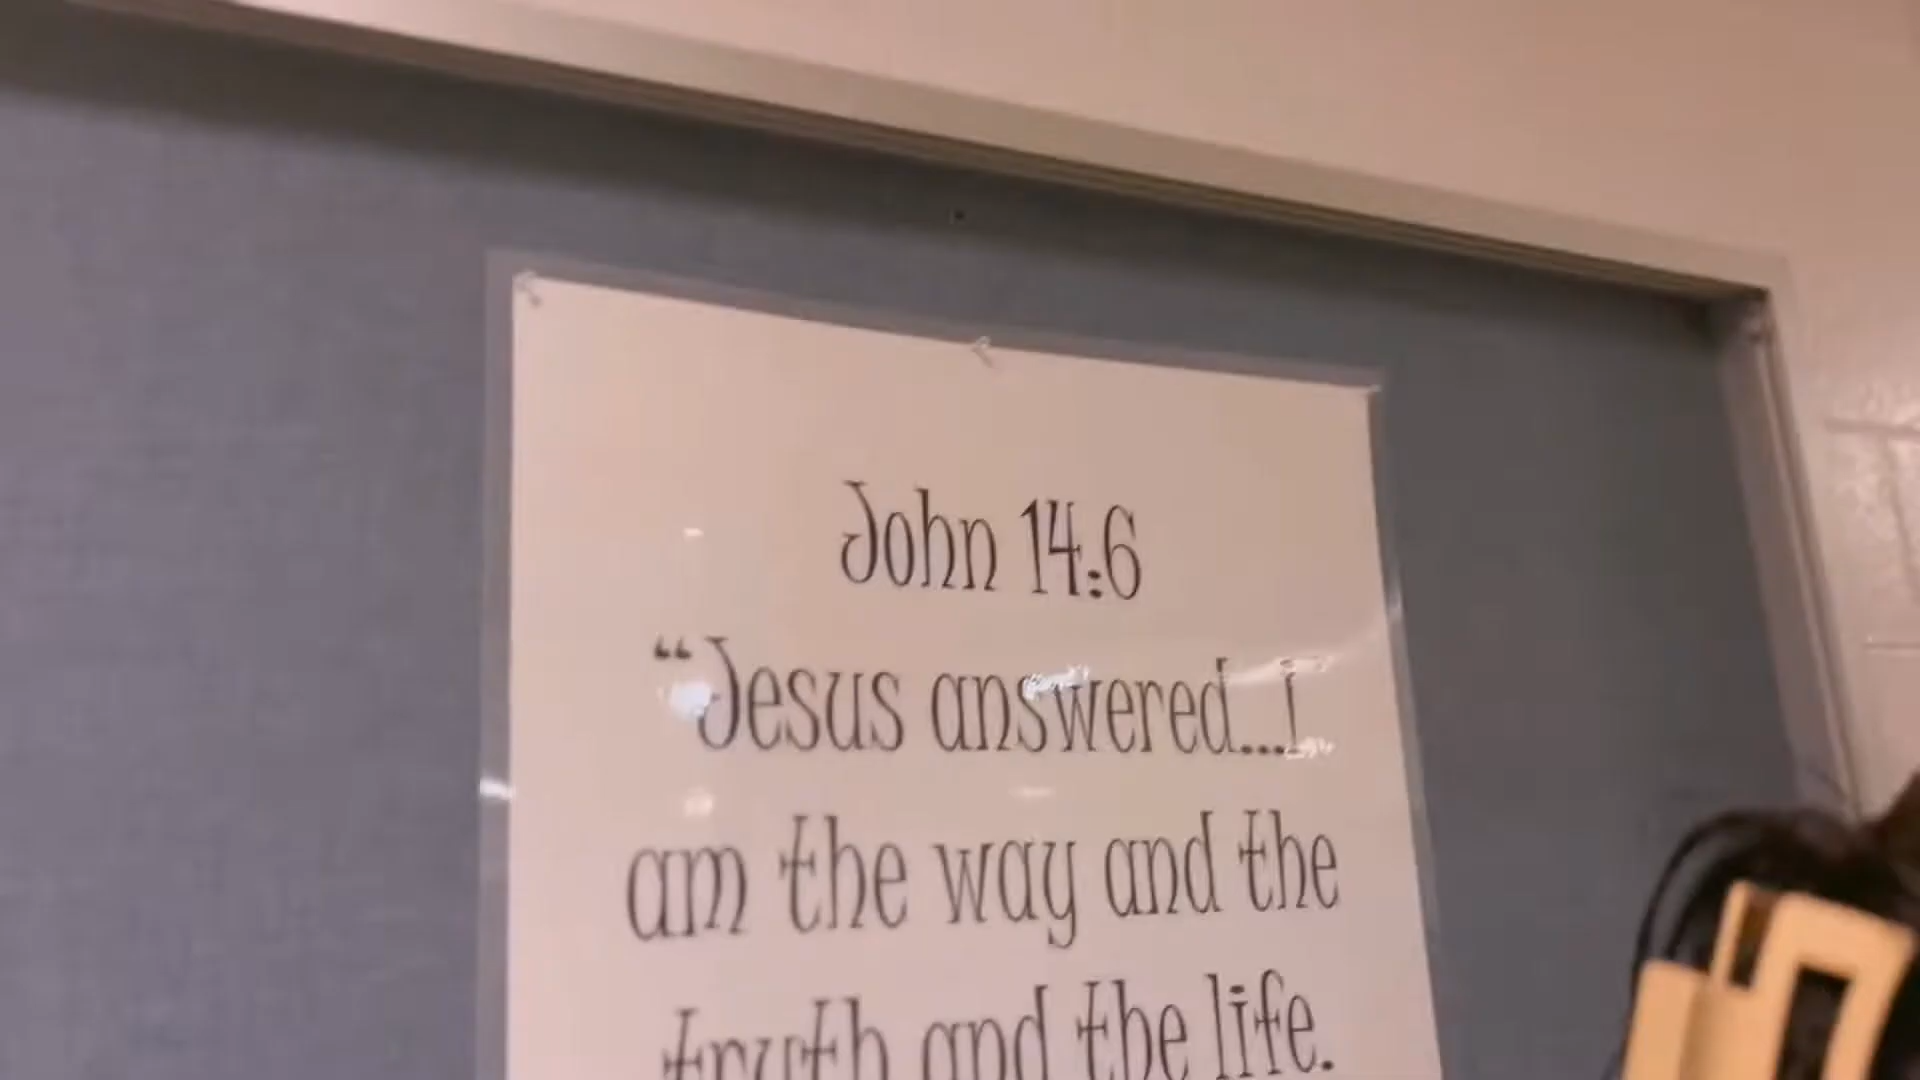 John 14:6
“Jesus answered...I
am the way and the
truth and the life.